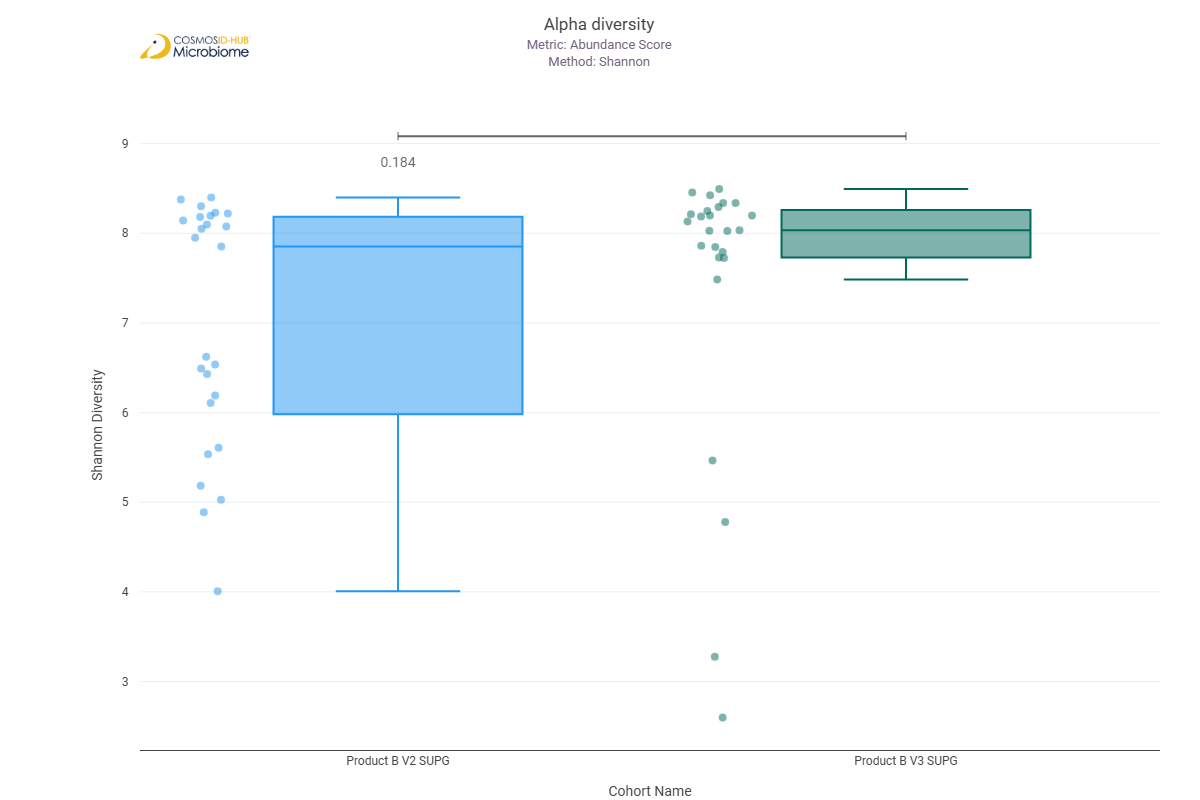 Alpha diversity
Metric: Abundance Score
Method: Shannon
COSMOSID-HUB
Microbiome
9
0.184
8
7
6
5
4
3
Shannon Diversity
Product B V2 SUPG
Product B V3 SUPG
Cohort Name